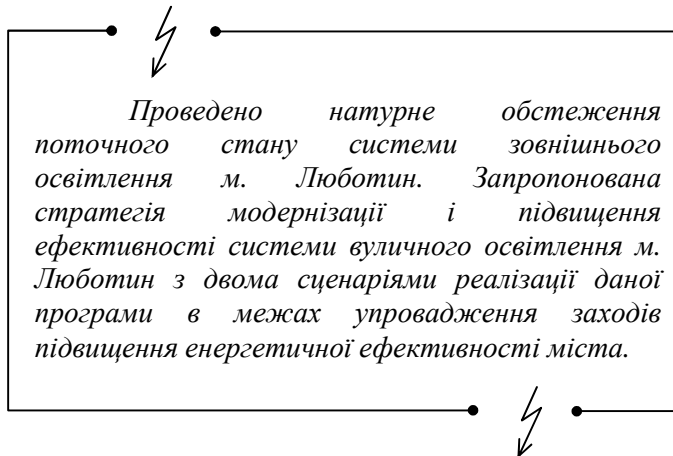 Проведено натурне обстеження
поточного стану системи зовнішнього
освітлення м. Люботин. Запропонована
стратегія модернізації і підвищення
ефективності системи вуличного освітлення м.
Люботин з двома сценаріями реалізації даної
програми в межах упровадження заходів
підвищення енергетичної ефективності міста.